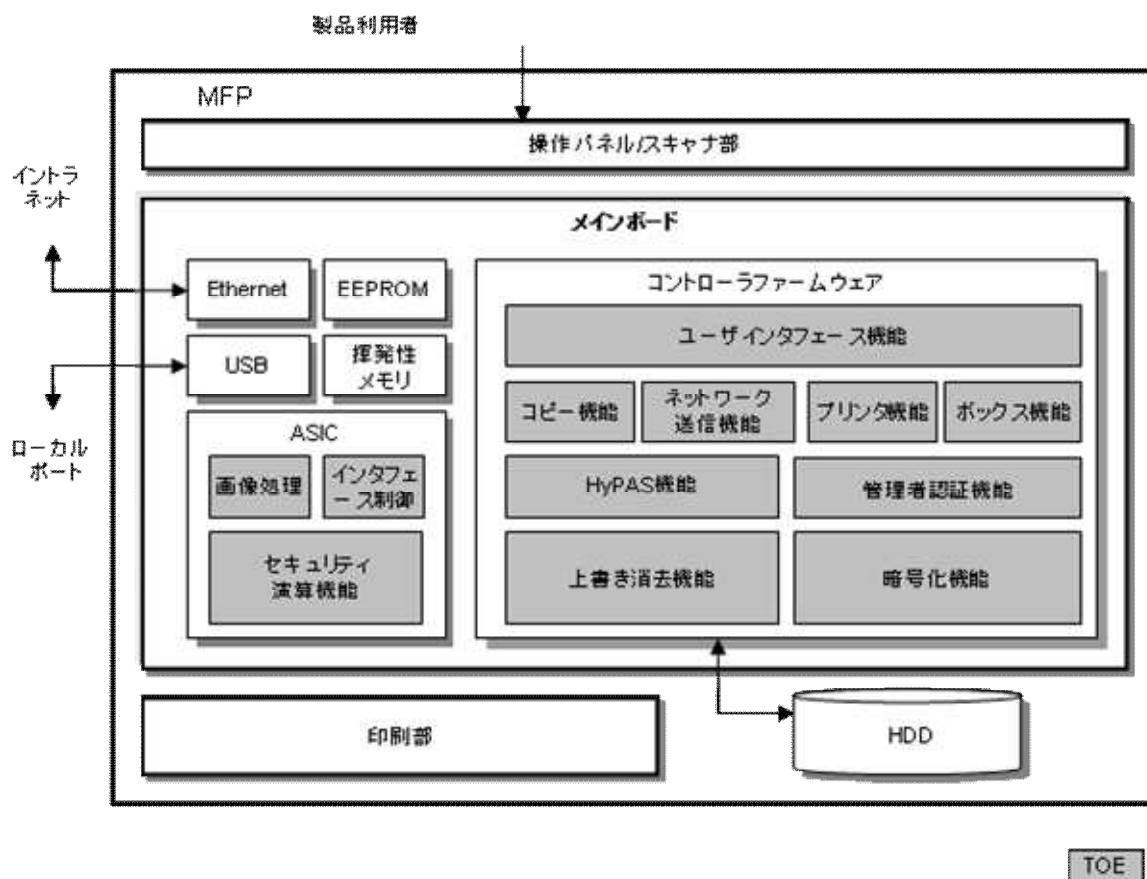 製品利用者
MFP
操作パネル/スキャナ部
イントラ
ネット
メインボード
Ethernet
EEPROM
コントローラファームウェア
ユーザインタフェース機能
USB
揮発性
メモリ
コピー機能
ネットワーク
送信機能
プリンタ機能
ボックス機能
ローカル
ポート
ASIC
画像処理
インタフェ
ース制御
HyPAS機能
管理者認証機能
セキュリティ
演算機能
上書き消去機能
暗号化機能
印刷部
HDD
TOE